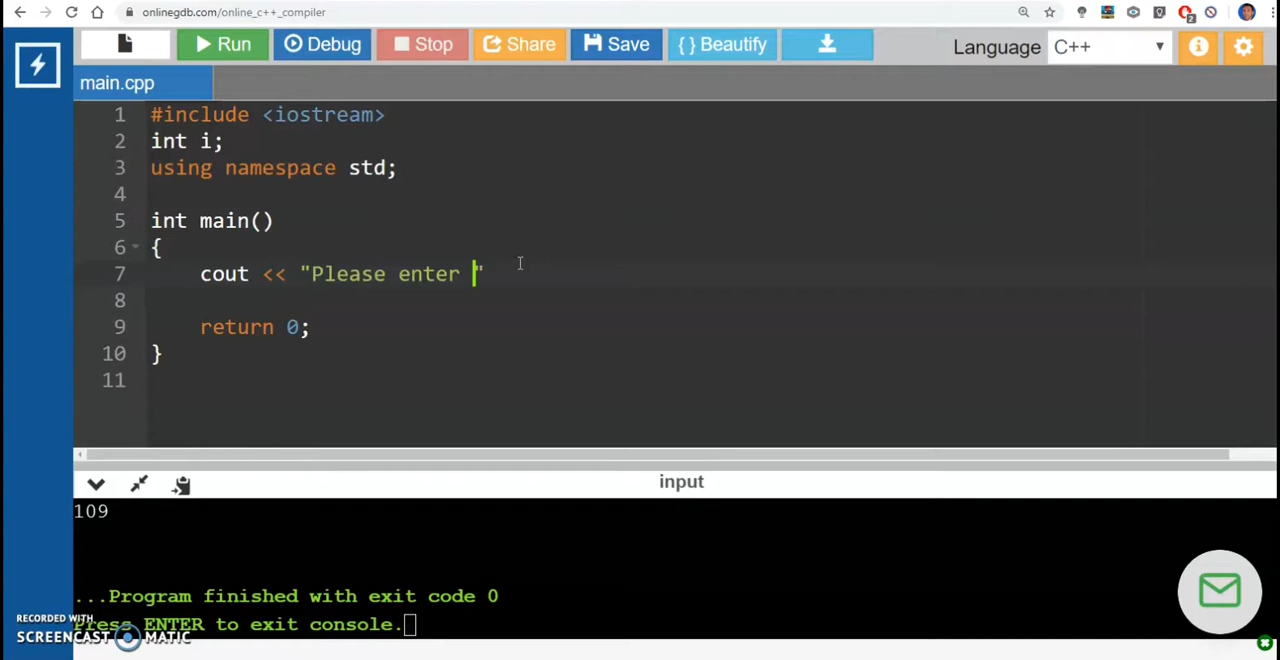 onlinegdb.com/online_c++_compiler
2
Run Debug Stop Share Save { } Beautify Language C++
main.cpp
1 #include <iostream>
2 int i;
3 using namespace std;
4
5 int main()
6 {
7 cout << "Please enter "
8
9 return 0;
10 }
11
input
109
...Program finished with exit code 0
Press ENTER to exit console.
RECORDED WITH
SCREENCAST MATIC